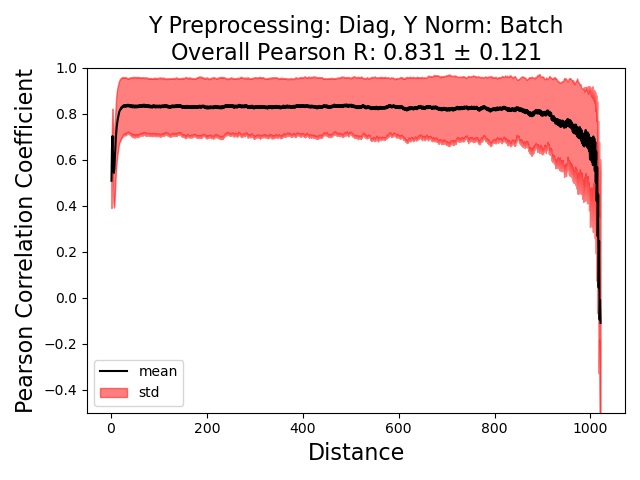 Y Preprocessing: Diag, Y Norm: Batch
Overall Pearson R: 0.831 ± 0.121
Pearson Correlation Coefficient
1.0
0.8
0.6
0.4
0.2
0.0
−0.2
−0.4
mean
std
0 200 400 600 800 1000
Distance